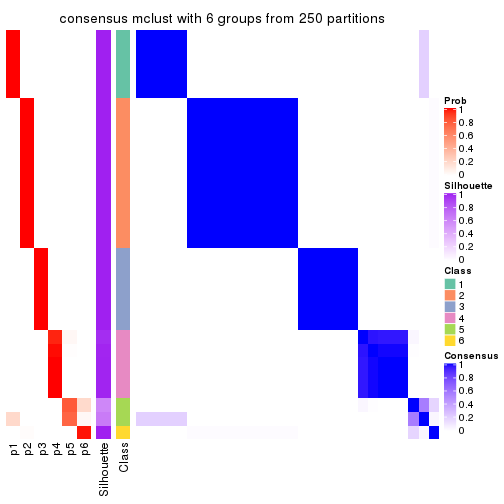 consensus mclust with 6 groups from 250 partitions
p1
p2
p3
p4
p5
p6
Silhouette
Class
Prob
1
0.8
0.6
0.4
0.2
0
Silhouette
1
0.8
0.6
0.4
0.2
0
Class
1
2
3
4
5
6
Consensus
1
0.8
0.6
0.4
0.2
0